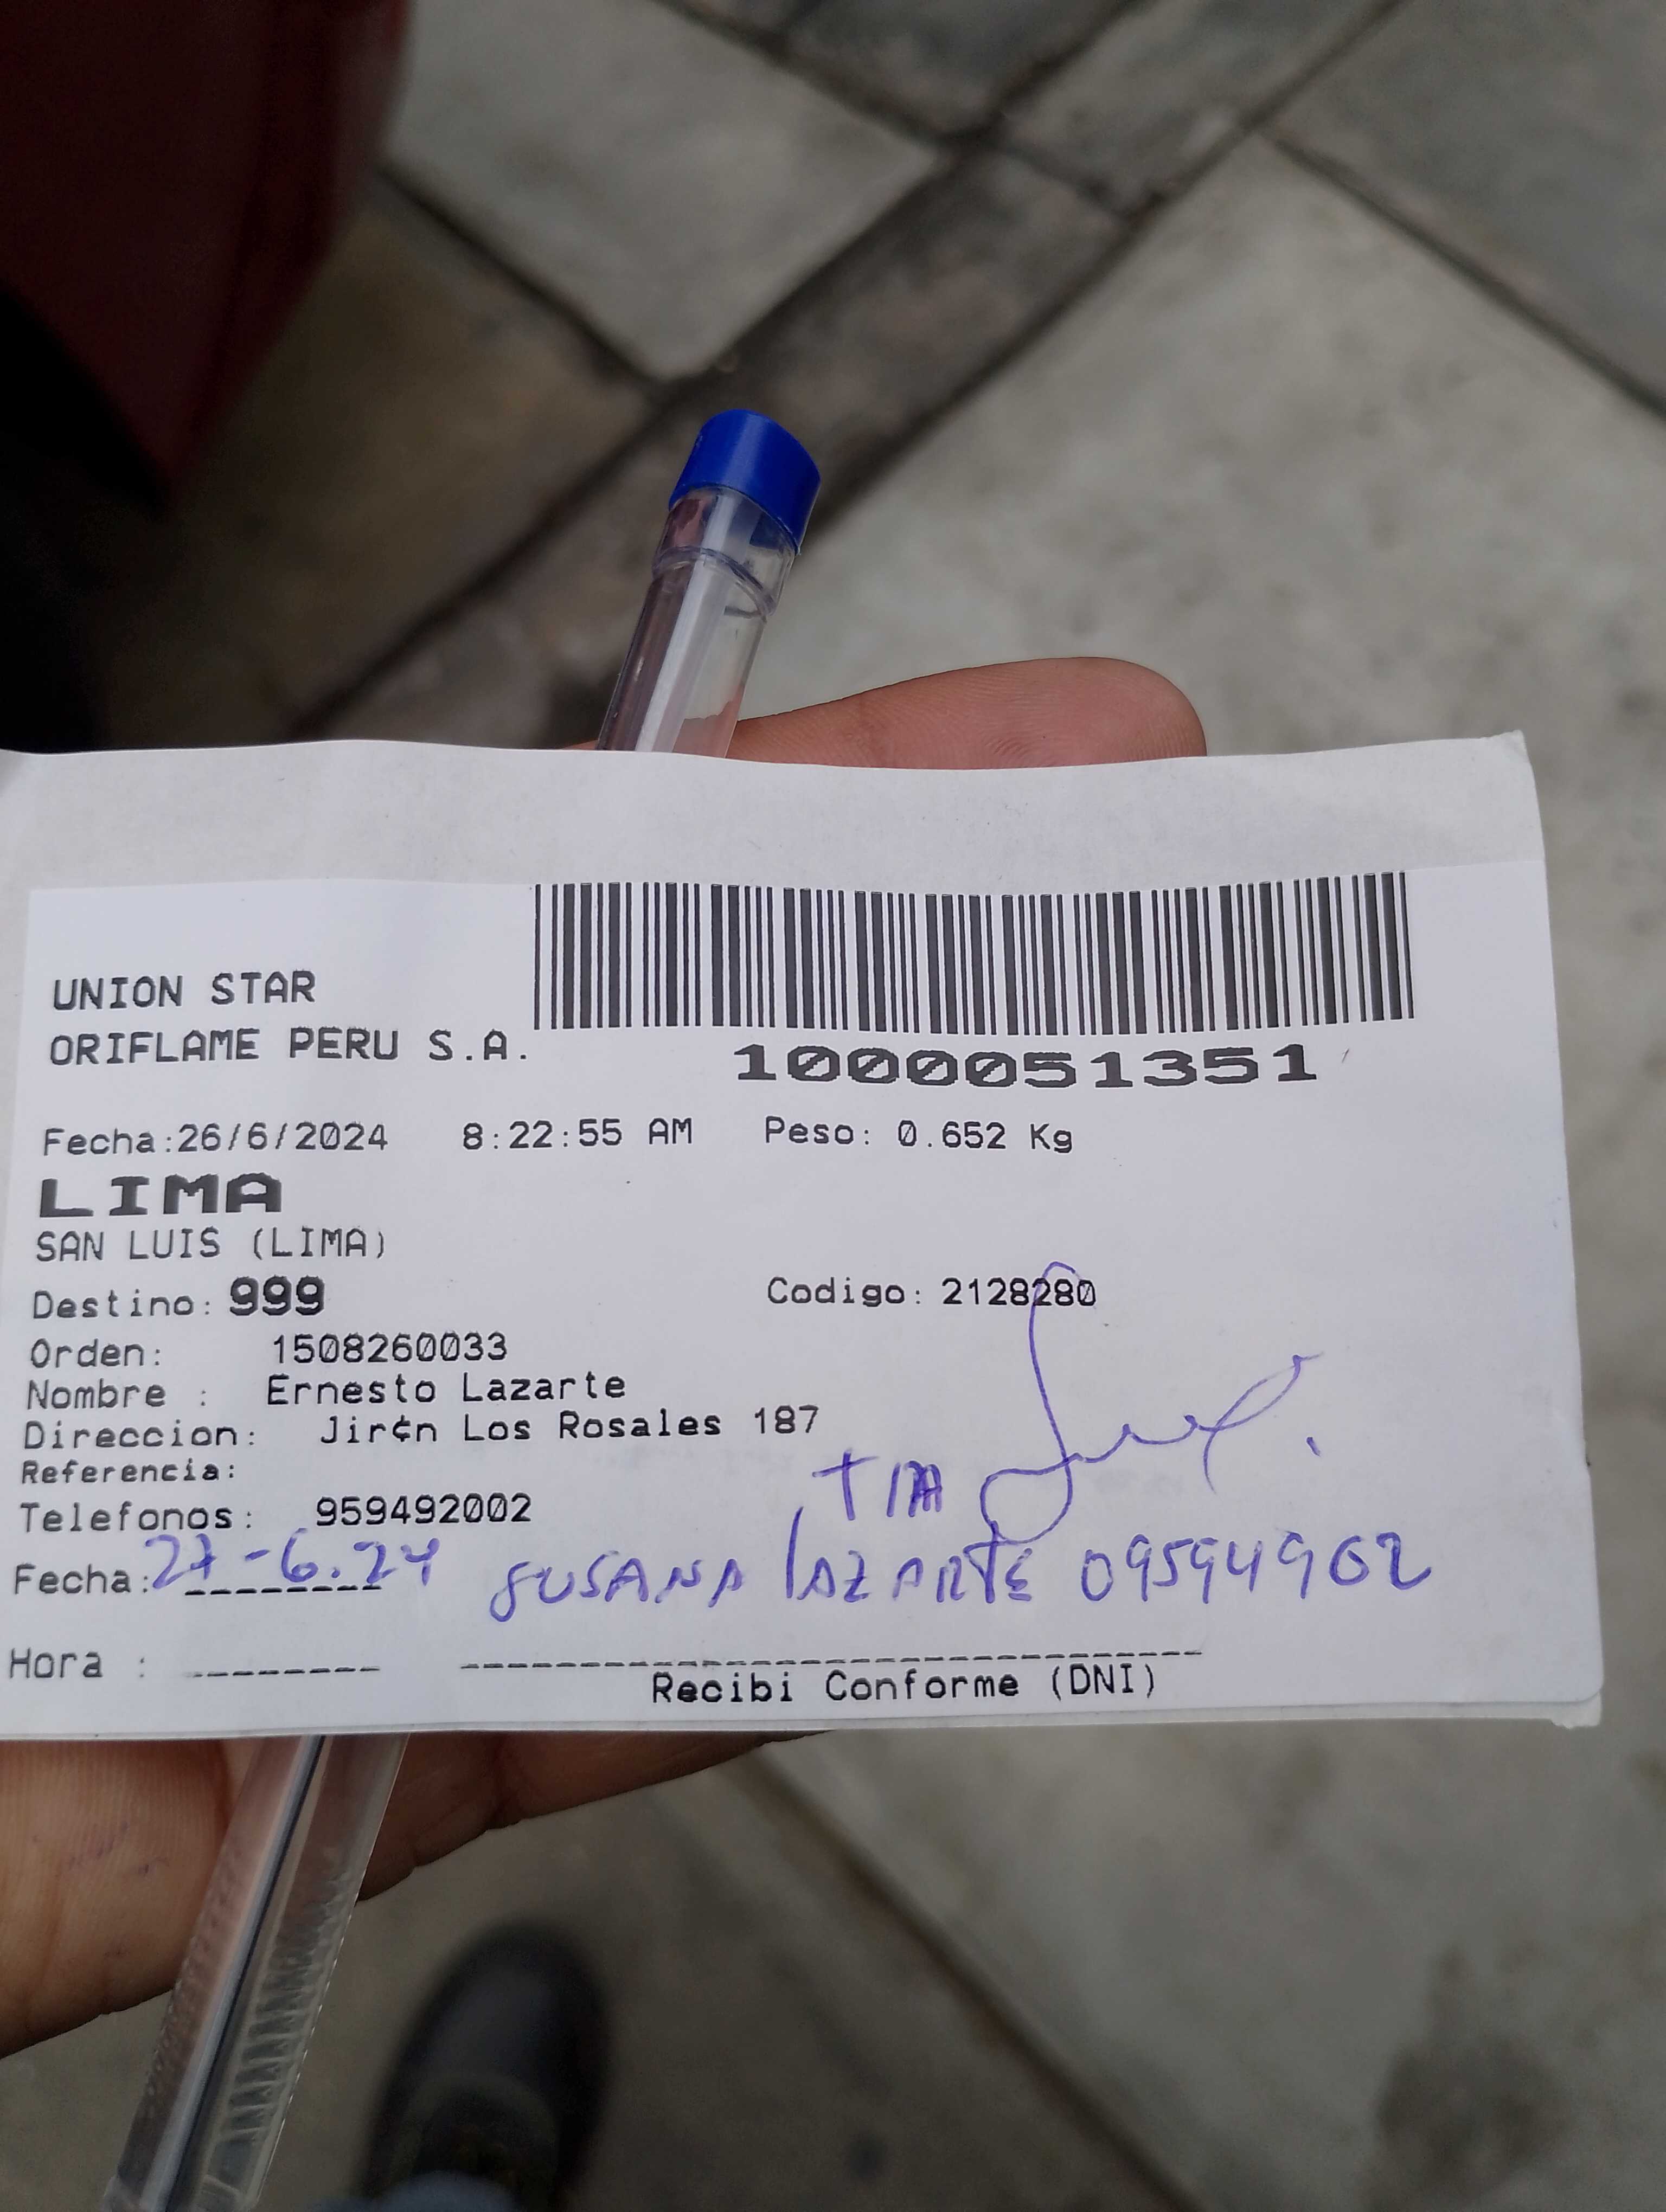 UNION STAR
ORIFLAME PERU S.A.
1000051351
Fecha:26/6/2024 8:22:55 AM Peso: 0.652 Kg
LIMA
SAN LUIS (LIMA)
Destino: 999 Codigo: 2128280
Orden: 1508260033
Nombre : Ernesto Lazarte
Direccion: Jir¢n Los Rosales 187
Referencia:
TIA
Telefonos: 959492002
Fecha: 27-6.24 SUSANA LAZARTE 09594962
Hora :
Recibi Conforme (DNI)